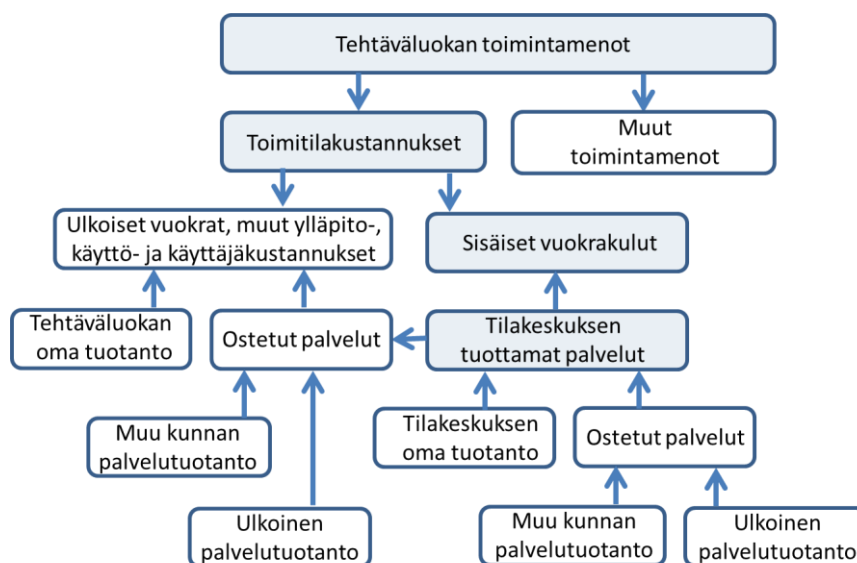 Tehtäväluokan toimintamenot
Toimitilakustannukset
Muut
toimintamenot
Ulkoiset vuokrat, muut ylläpito-,
käyttö- ja käyttäjäkustannukset
Sisäiset vuokrakulut
Tehtäväluokan
oma tuotanto
Ostetut palvelut
Tilakeskuksen
tuottamat palvelut
Muu kunnan
palvelutuotanto
Tilakeskuksen
oma tuotanto
Ostetut palvelut
Ulkoinen
palvelutuotanto
Muu kunnan
palvelutuotanto
Ulkoinen
palvelutuotanto